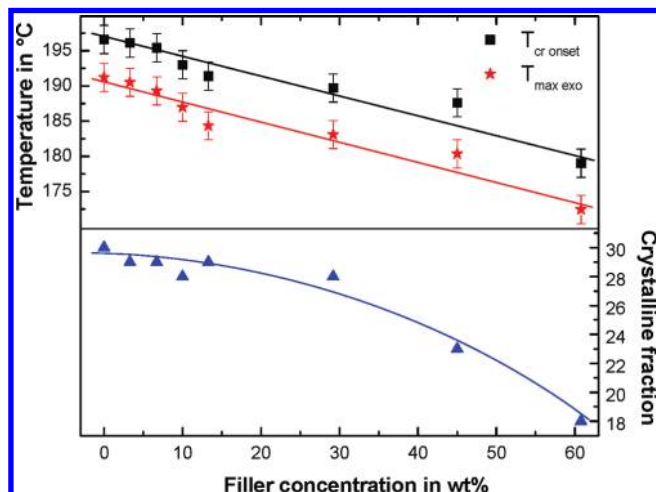 Temperature in °C
195
190
185
180
175
T cr onset
T max exo
Crystalline fraction
30
28
26
24
22
20
18
0 10 20 30 40 50 60
Filler concentration in wt%